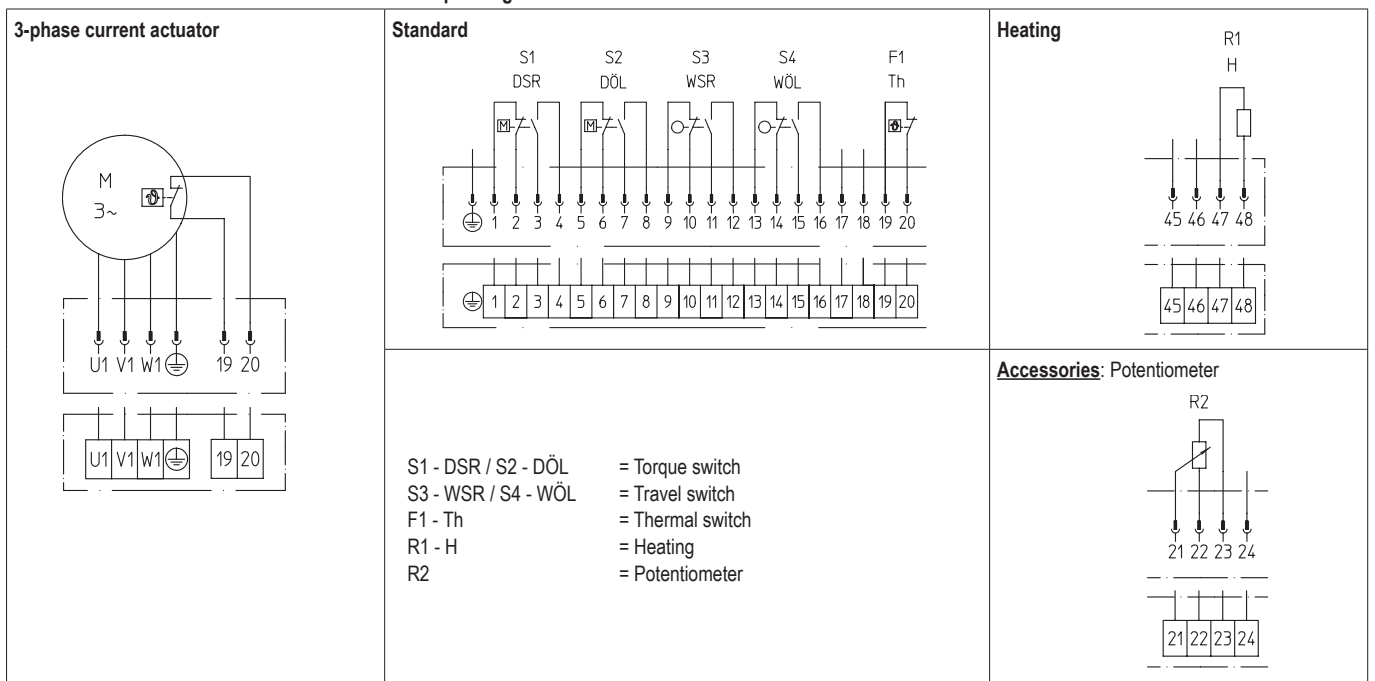 3-phase current actuator
M
3~
ϑ
U1 V1 W1 19 20
U1 V1 W1 19 20
Standard
S1 S2 S3 S4 F1
DSR DÖL WSR WÖL Th
M M ϑ
1 2 3 4 5 6 7 8 9 10 11 12 13 14 15 16 17 18 19 20
1 2 3 4 5 6 7 8 9 10 11 12 13 14 15 16 17 18 19 20
S1 - DSR / S2 - DÖL = Torque switch
S3 - WSR / S4 - WÖL = Travel switch
F1 - Th = Thermal switch
R1 - H = Heating
R2 = Potentiometer
Heating
R1
H
45 46 47 48
45 46 47 48
Accessories: Potentiometer
R2
21 22 23 24
21 22 23 24